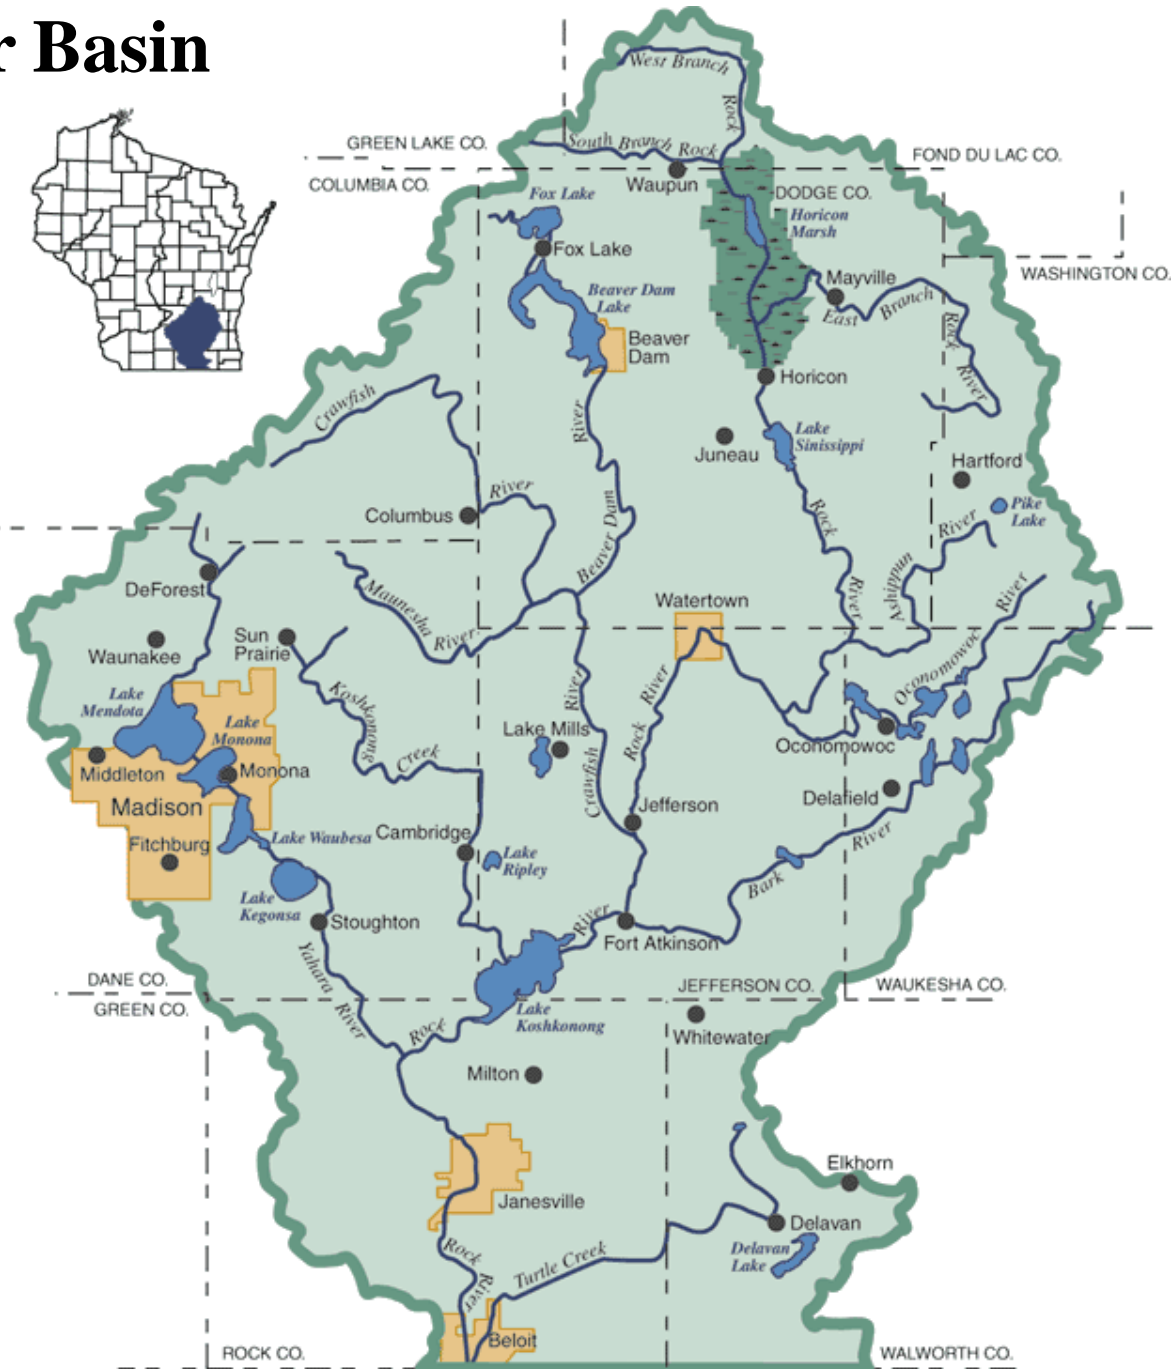 r Basin
West Branch
Rock
South Branch Rock
GREEN LAKE CO.
FOND DU LAC CO.
COLUMBIA CO.
Waupun
DODGE CO.
Fox Lake
Horicon
Marsh
Fox Lake
WASHINGTON CO.
Mayville
Beaver Dam
Lake
East Branch
Rock
River
Beaver
Dam
Horicon
Crawfish
River
Lake
Sinissippi
Juneau
Hartford
River
Columbus
Pike
Lake
Rock
River
Beaver Dam
River
Ashippun
DeForest
Maunesha
River
Watertown
River
Sun
Prairie
Waunakee
Oconomowoc
Lake
Mendota
Koshkonong
River
River
Lake
Monona
Lake Mills
Rock
Oconomowoc
Creek
Middleton
Monona
Crawfish
Delafield
Madison
Jefferson
Lake Waubesa
Cambridge
River
Fitchburg
Lake
Ripley
Bark
Lake
Kegonsa
Stoughton
River
Fort Atkinson
Yahara
River
DANE CO.
JEFFERSON CO.
WAUKESHA CO.
GREEN CO.
Lake
Koshkonong
Rock
Whitewater
Milton
Elkhorn
Janesville
Delavan
Rock
River
Turtle Creek
Delavan
Lake
Beloit
ROCK CO.
WALWORTH CO.